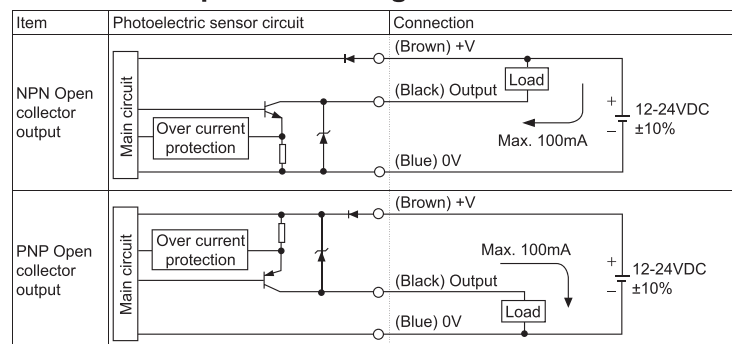 Item Photoelectric sensor circuit Connection
NPN Open
collector
output
Main circuit
Over current
protection
(Brown) +V
(Black) Output
(Blue) 0V
Load
Max. 100mA
+
−
12-24VDC
±10%
PNP Open
collector
output
Main circuit
Over current
protection
(Brown) +V
(Black) Output
(Blue) 0V
Max. 100mA
Load
+
−
12-24VDC
±10%